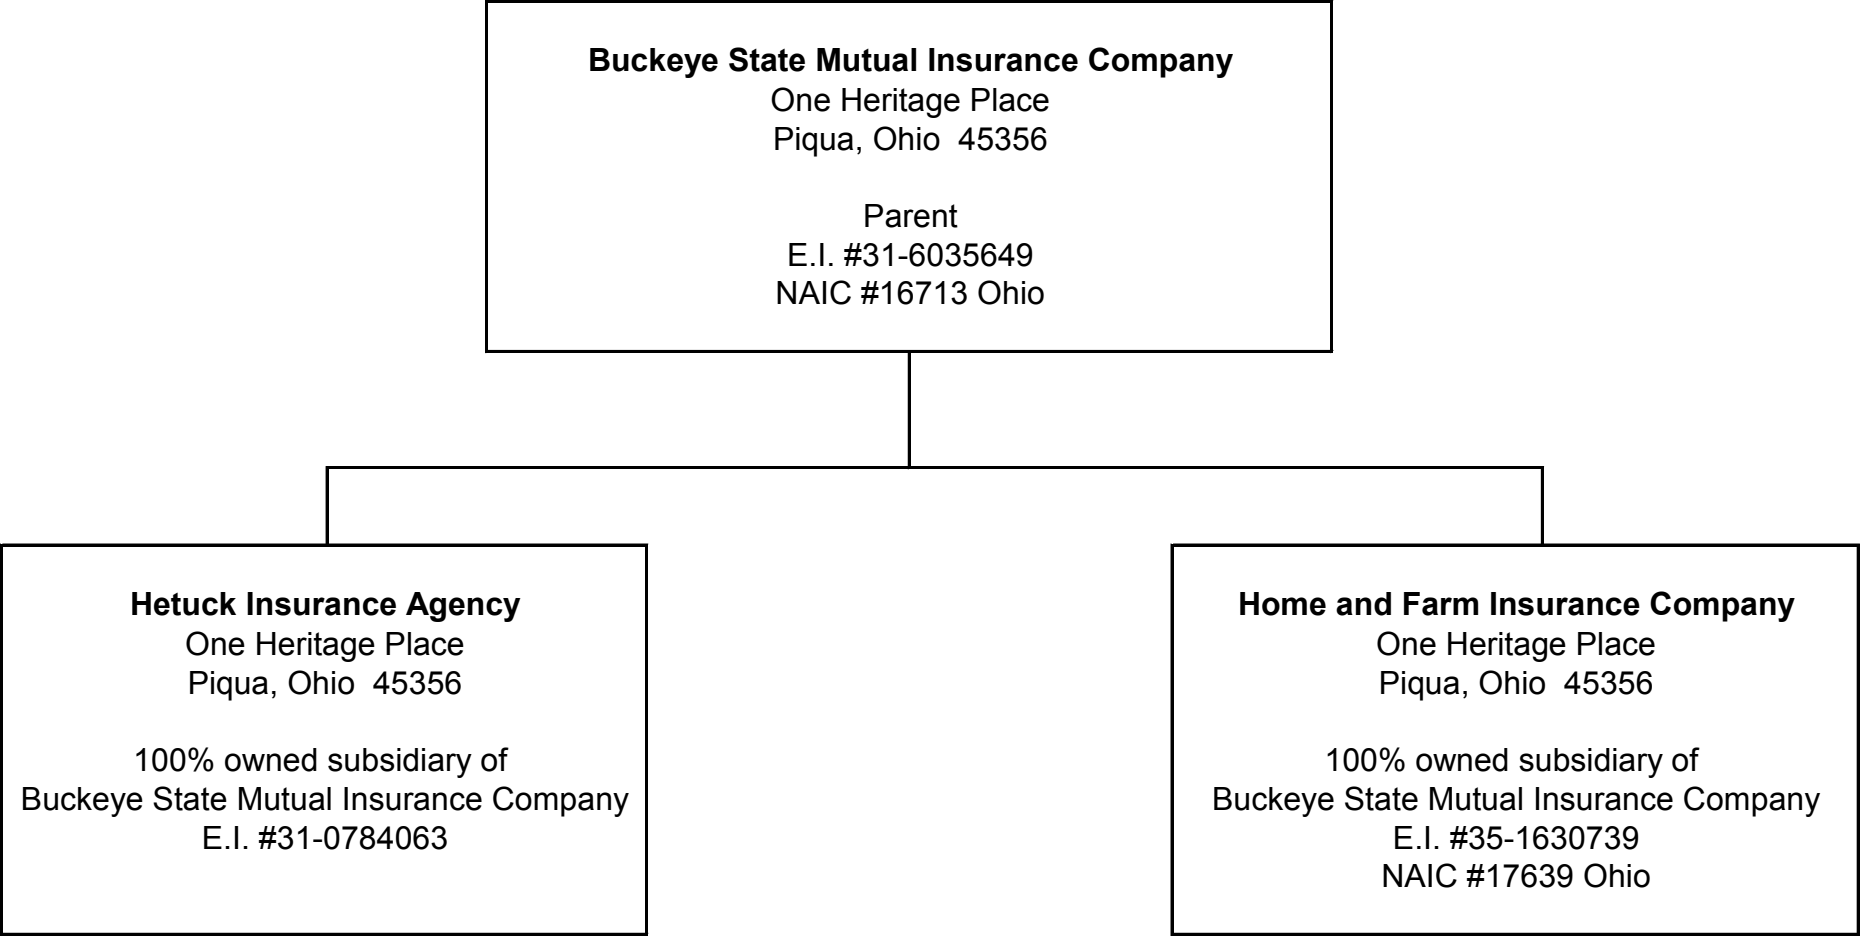 Buckeye State Mutual Insurance Company
One Heritage Place
Piqua, Ohio  45356
Parent
E.I. #31-6035649
NAIC #16713 Ohio
Hetuck Insurance Agency
One Heritage Place
Piqua, Ohio  45356
100% owned subsidiary of
Buckeye State Mutual Insurance Company
E.I. #31-0784063
Home and Farm Insurance Company
One Heritage Place
Piqua, Ohio  45356
100% owned subsidiary of
Buckeye State Mutual Insurance Company
E.I. #35-1630739
NAIC #17639 Ohio